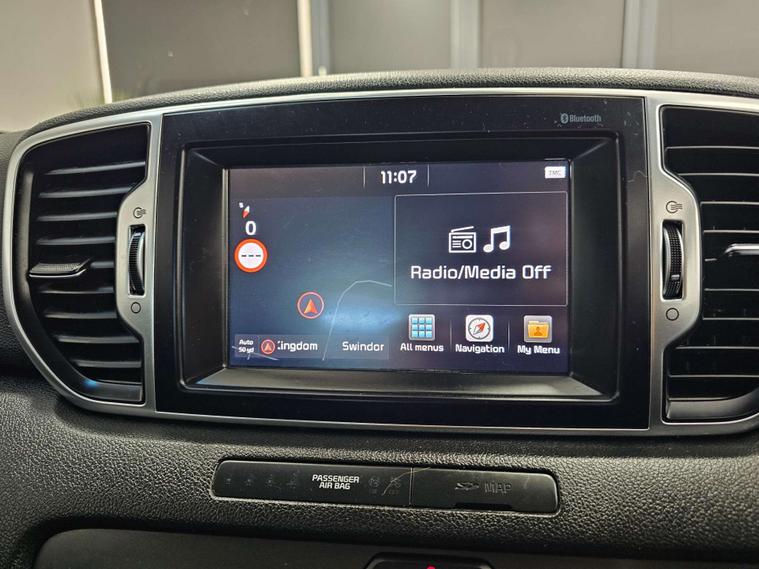 Bluetooth
11:07
TMC
0
Radio/Media Off
Auto
50 yd
:ingdom
Swindor
All menus
Navigation
My Menu
PASSENGER
AIR BAG
MAP